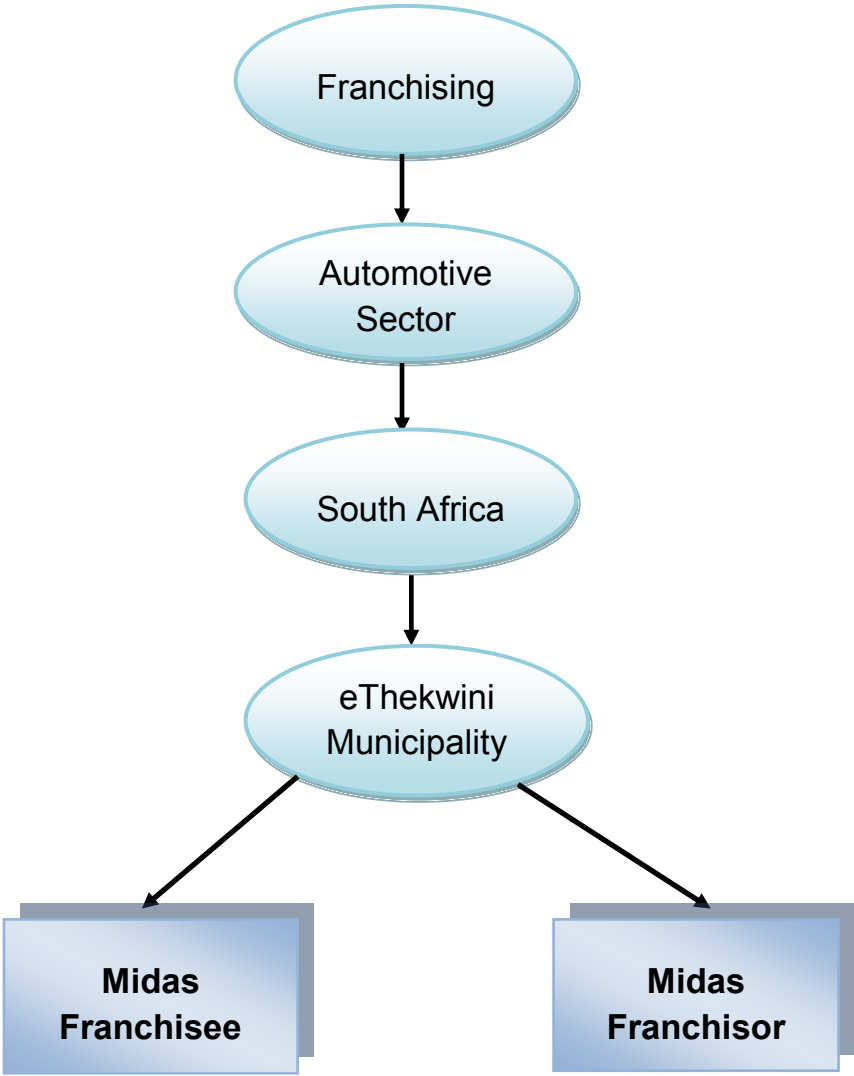 Franchising
Automotive
Sector
South Africa
eThekwini
Municipality
Midas
Franchisee
Midas
Franchisor